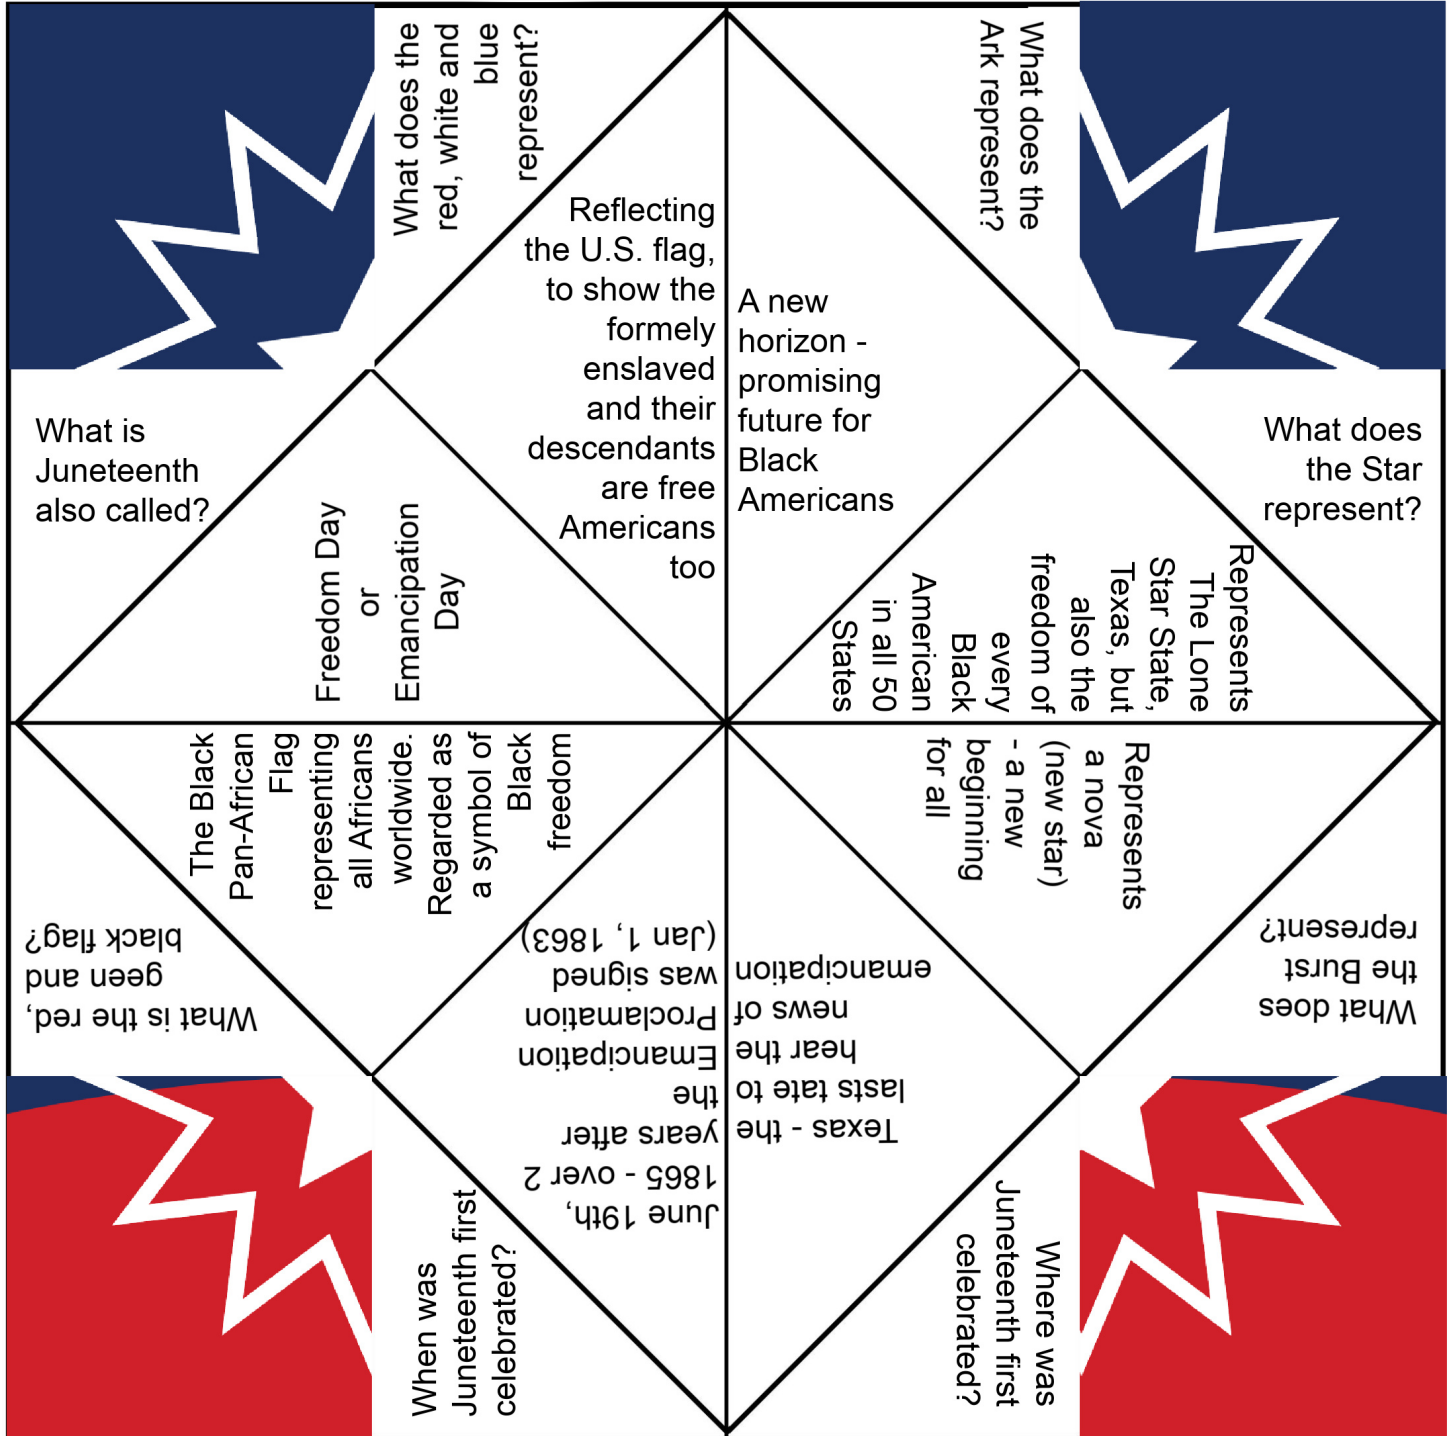 What does the
red, white and
blue
represent?
What does the
Ark represent?
Reflecting
the U.S. flag,
to show the
formely
enslaved
and their
descendants
are free
Americans
too
A new
horizon -
promising
future for
Black
Americans
What is
Juneteenth
also called?
What does
the Star
represent?
Freedom Day
or
Emancipation
Day
Represents
The Lone
Star State,
Texas, but
also the
freedom of
every
Black
American
in all 50
States
The Black
Pan-African
Flag
representing
all Africans
worldwide.
Regarded as
a symbol of
Black
freedom
Represents
a nova
(new star)
- a new
beginning
for all
What is the red,
geen and
black flag?
What does
the Burst
represent?
June 19th,
1865 - over 2
years after
the
Emancipation
Proclamation
was signed
(Jan 1, 1863)
Texas - the
lasts tate to
hear the
news of
emancipation
When was
Juneteenth first
celebrated?
Where was
Juneteenth first
celebrated?